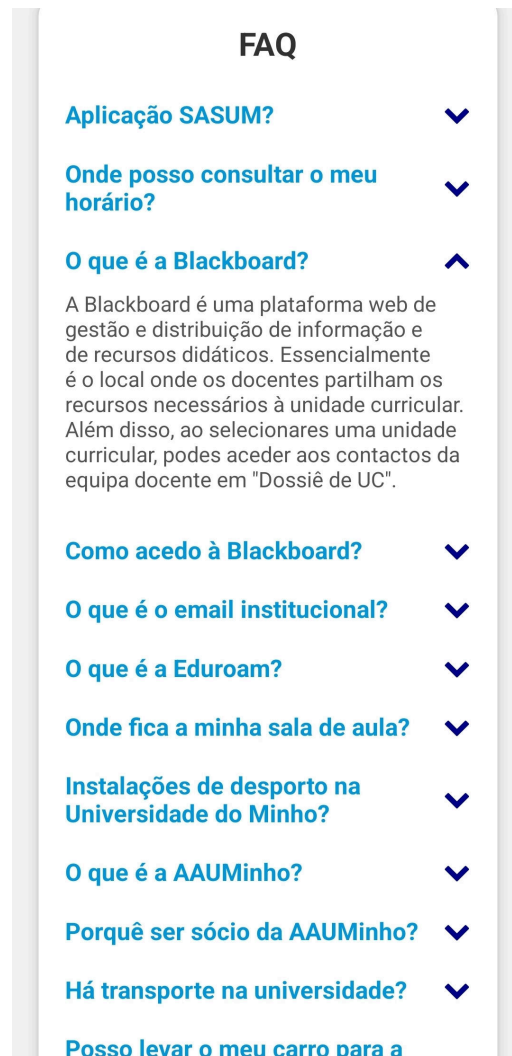 FAQ
Aplicação SASUM?
Onde posso consultar o meu
horário?
O que é a Blackboard?
A Blackboard é uma plataforma web de
gestão e distribuição de informação e
de recursos didáticos. Essencialmente
é o local onde os docentes partilham os
recursos necessários à unidade curricular.
Além disso, ao selecionares uma unidade
curricular, podes aceder aos contactos da
equipa docente em "Dossiê de UC".
Como acedo à Blackboard?
O que é o email institucional?
O que é a Eduroam?
Onde fica a minha sala de aula?
Instalações de desporto na
Universidade do Minho?
O que é a AAUMinho?
Porquê ser sócio da AAUMinho?
Há transporte na universidade?
Posso levar o meu carro para a